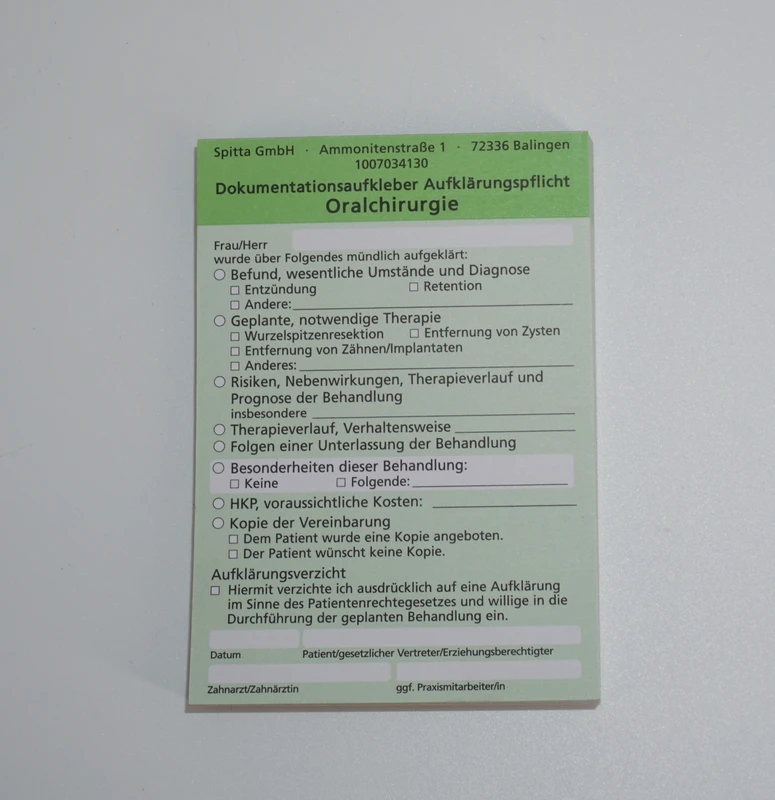 Spitta GmbH · Ammonitenstraße 1 · 72336 Balingen
1007034130
Dokumentationsaufkleber Aufklärungspflicht
Oralchirurgie
Frau/Herr
wurde über Folgendes mündlich aufgeklärt:
Befund, wesentliche Umstände und Diagnose
Entzündung Retention
Andere:
Geplante, notwendige Therapie
Wurzelspitzenresektion Entfernung von Zysten
Entfernung von Zähnen/Implantaten
Anderes:
Risiken, Nebenwirkungen, Therapieverlauf und
Prognose der Behandlung
insbesondere
Therapieverlauf, Verhaltensweise
Folgen einer Unterlassung der Behandlung
Besonderheiten dieser Behandlung:
Keine Folgende:
HKP, voraussichtliche Kosten:
Kopie der Vereinbarung
Dem Patient wurde eine Kopie angeboten.
Der Patient wünscht keine Kopie.
Aufklärungsverzicht
Hiermit verzichte ich ausdrücklich auf eine Aufklärung
im Sinne des Patientenrechtegesetzes und willige in die
Durchführung der geplanten Behandlung ein.
Datum Patient/gesetzlicher Vertreter/Erziehungsberechtigter
Zahnarzt/Zahnärztin ggf. Praxismitarbeiter/in